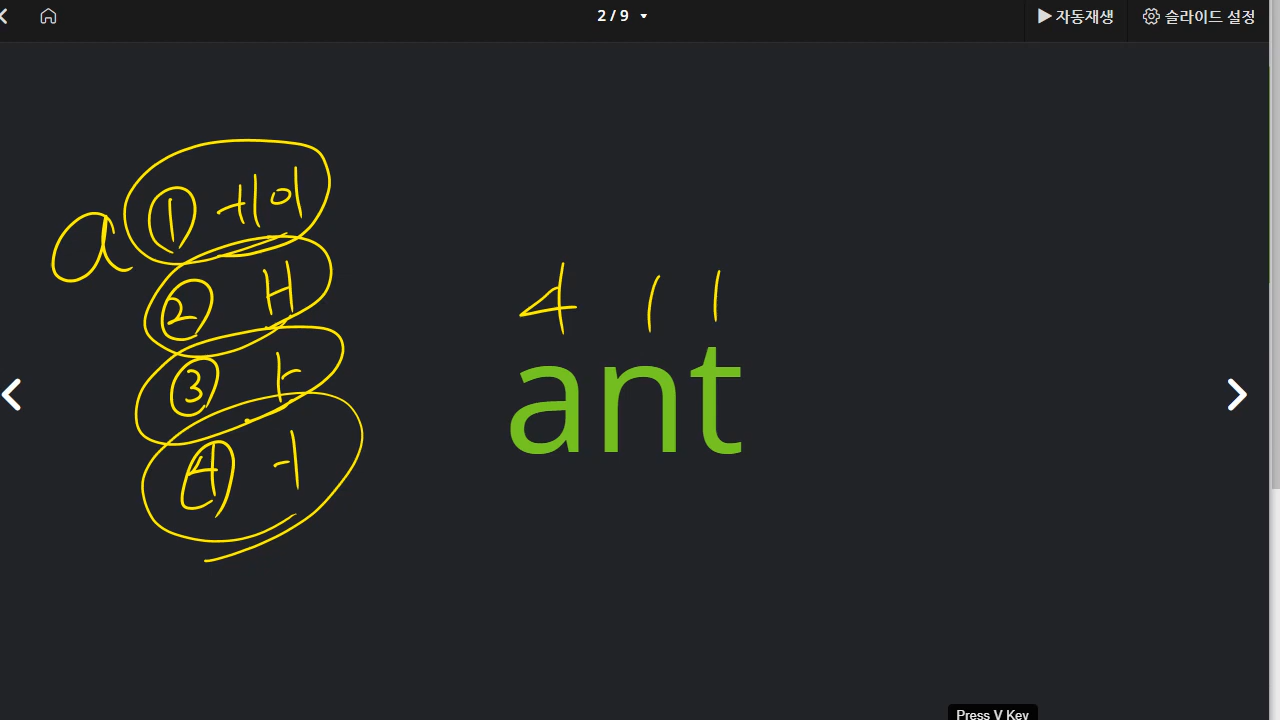 2 / 9
자동재생
슬라이드 설정
a
① ㅔ이
② ㅐ
③ ㅏ
④ ㅓ
4 1 1
ant
Press V Key